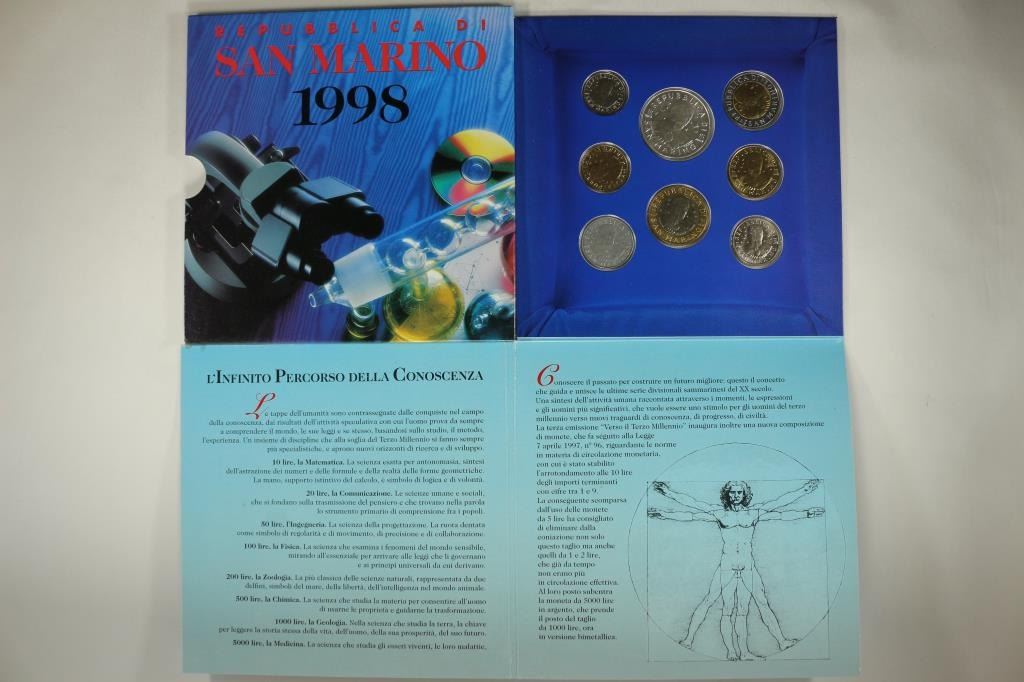 REPUBBLICA DI
SAN MARINO
1998
L'INFINITO PERCORSO DELLA CONOSCENZA
Le tappe dell'umanità sono contrassegnate dalle conquiste nel campo
della conoscenza, dai risultati dell'attività speculativa con cui l'uomo prova da sempre
a comprendere il mondo, le sue leggi e se stesso, basandosi sullo studio, il metodo,
l'esperienza. Un insieme di discipline che alla soglia del Terzo Millennio si fanno sempre
più specialistiche, e aprono nuovi orizzonti di ricerca e di sviluppo.
10 lire, la Matematica. La scienza esatta per antonomasia, sintesi
dell'astrazione dei numeri e delle formule e della realtà delle forme geometriche.
La mano, supporto istintivo del calcolo, è simbolo di logica e di volontà.
20 lire, la Comunicazione. Le scienze umane e sociali,
che si fondano sulla trasmissione del pensiero e che trovano nella parola
lo strumento primario di comprensione fra i popoli.
50 lire, l'Ingegneria. La scienza della progettazione. La ruota dentata
come simbolo di regolarità e di movimento, di precisione e di collaborazione.
100 lire, la Fisica. La scienza che esamina i fenomeni del mondo sensibile,
mirando all'essenziale per arrivare alle leggi che li governano
e ai principi universali da cui derivano.
200 lire, la Zoologia. La più classica delle scienze naturali, rappresentata da due
delfini, simboli del mare, della libertà, dell'intelligenza nel mondo animale.
500 lire, la Chimica. La scienza che studia la materia per consentire all'uomo
di usarne le proprietà e guidarne la trasformazione.
1000 lire, la Geologia. Nella scienza che studia la terra, la chiave
per leggere la storia stessa della vita, dell'uomo, della sua prosperità, del suo futuro.
5000 lire, la Medicina. La scienza che studia gli esseri viventi, le loro malattie,
Conoscere il passato per costruire un futuro migliore: questo il concetto
che guida e unisce le ultime serie divisionali sammarinesi del XX secolo.
Una sintesi dell'attività umana raccontata attraverso i momenti, le espressioni
e gli uomini più significativi, che vuole essere uno stimolo per gli uomini del terzo
millennio verso nuovi traguardi di conoscenza, di progresso, di civiltà.
La terza emissione "Verso il Terzo Millennio" inaugura inoltre una nuova composizione
di monete, che fa seguito alla Legge
7 aprile 1997, n° 96, riguardante le norme
in materia di circolazione monetaria,
con cui è stato stabilito
l'arrotondamento alle 10 lire
degli importi terminanti
con cifre tra 1 e 9.
La conseguente scomparsa
dall'uso delle monete
da 5 lire ha consigliato
di eliminare dalla
coniazione non solo
questo taglio ma anche
quelli da 1 e 2 lire,
che già da tempo
non erano più
in circolazione effettiva.
Al loro posto subentra
la moneta da 5000 lire
in argento, che prende
il posto del taglio
da 1000 lire, ora
in versione bimetallica.